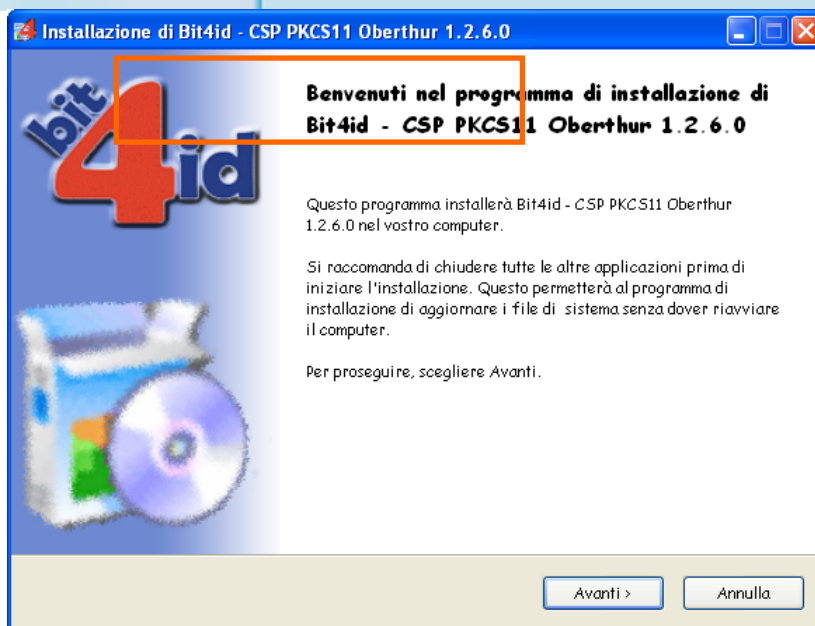 Installazione di Bit4id - CSP PKCS11 Oberthur 1.2.6.0
bit
4
id
Benvenuti nel programma di installazione di
Bit4id - CSP PKCS11 Oberthur 1.2.6.0
Questo programma installerà Bit4id - CSP PKCS11 Oberthur
1.2.6.0 nel vostro computer.
Si raccomanda di chiudere tutte le altre applicazioni prima di
iniziare l'installazione. Questo permetterà al programma di
installazione di aggiornare i file di sistema senza dover riavviare
il computer.
Per proseguire, scegliere Avanti.
Avanti >
Annulla